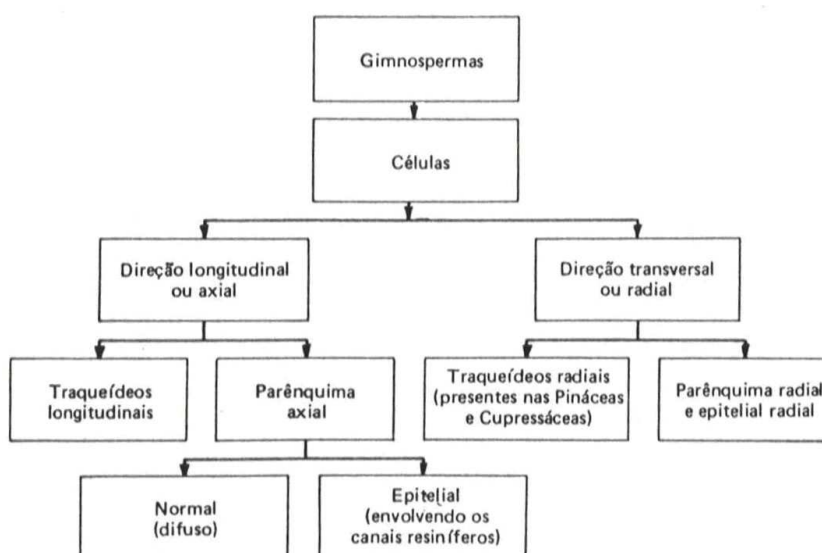 Gimnospermas
Células
Direção longitudinal
ou axial
Direção transversal
ou radial
Traqueídeos
longitudinais
Parênquima
axial
Traqueídeos radiais
(presentes nas Pináceas
e Cupressáceas)
Parênquima radial
e epitelial radial
Normal
(difuso)
Epitelial
(envolvendo os
canais resiníferos)